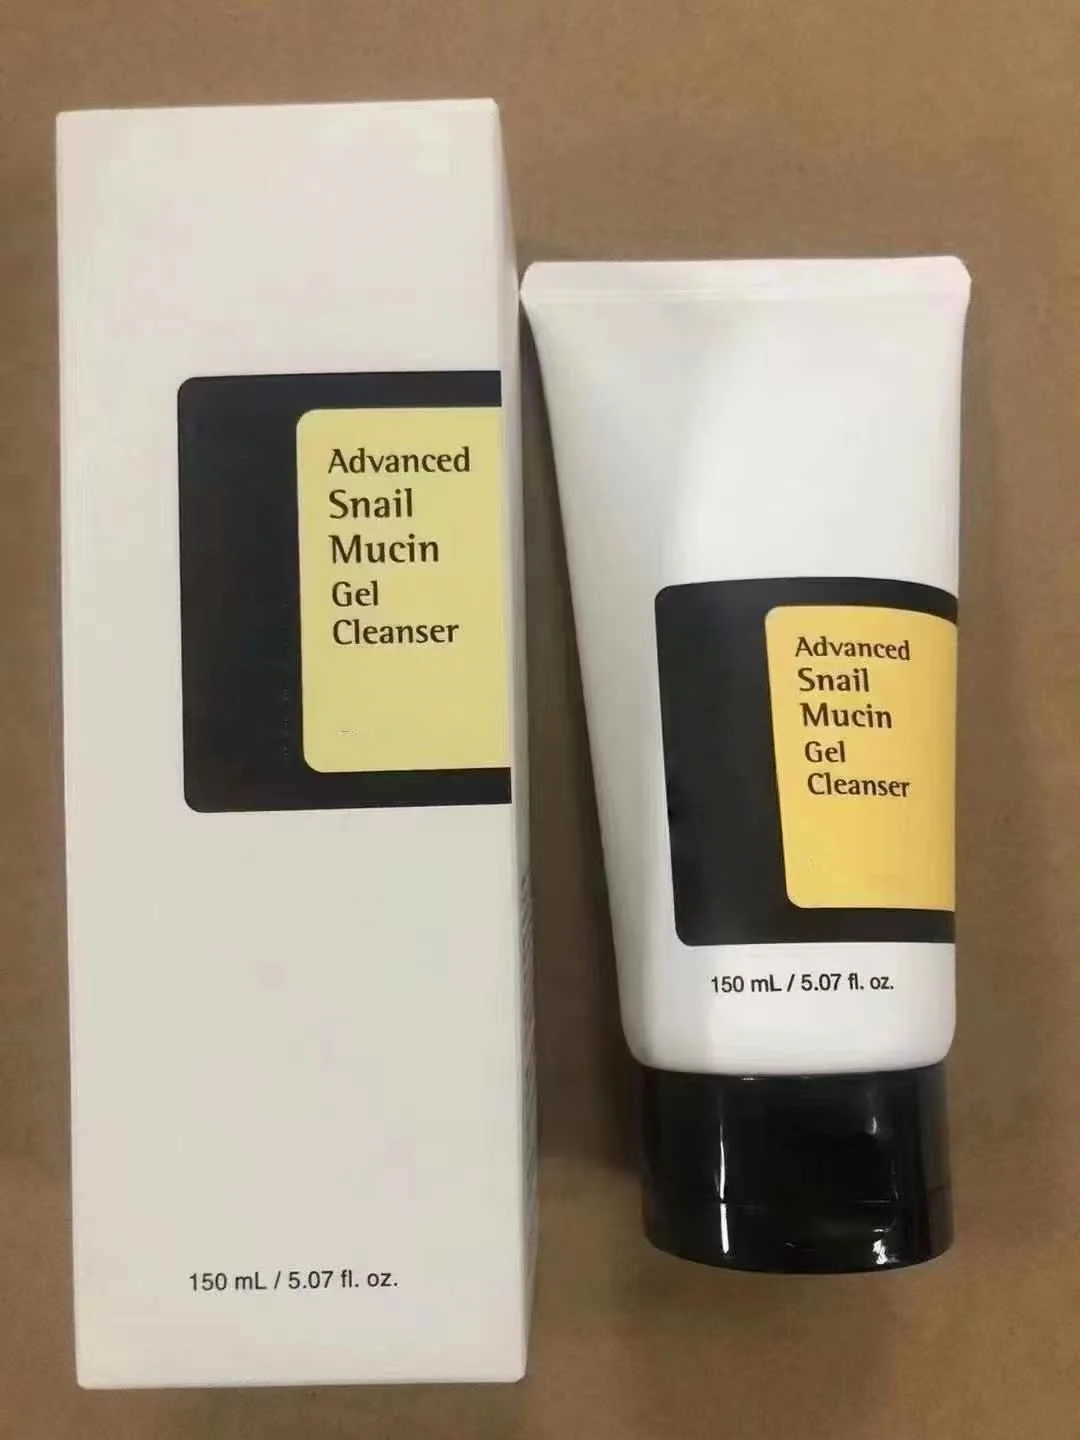 Advanced
Snail
Mucin
Gel
Cleanser
150 mL / 5.07 fl. oz.
Advanced
Snail
Mucin
Gel
Cleanser
150 mL / 5.07 fl. oz.